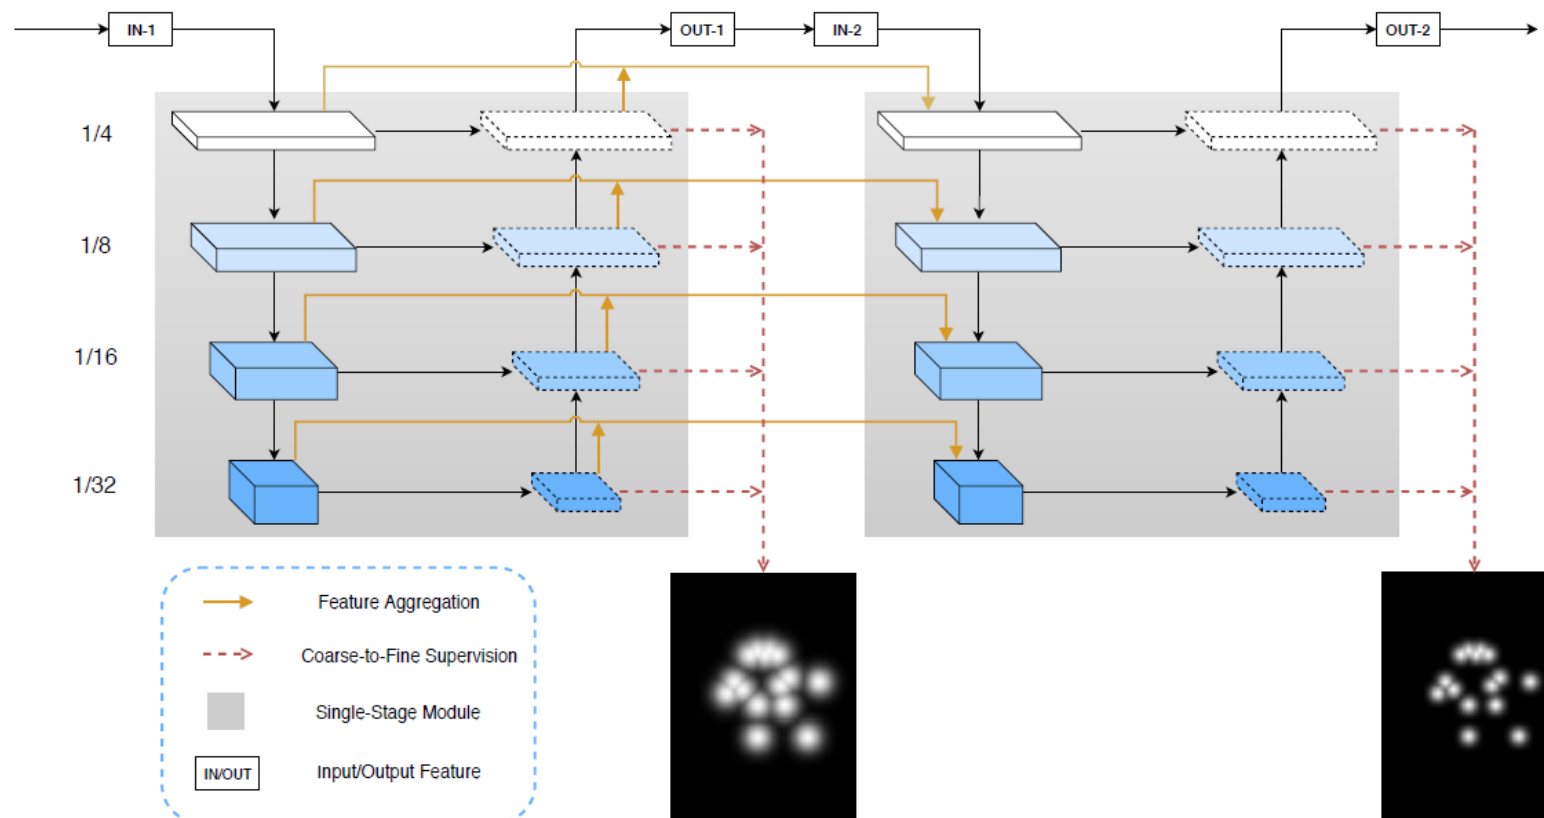 IN-1
OUT-1
IN-2
OUT-2
1/4
1/8
1/16
1/32
Feature Aggregation
Coarse-to-Fine Supervision
Single-Stage Module
IN/OUT
Input/Output Feature